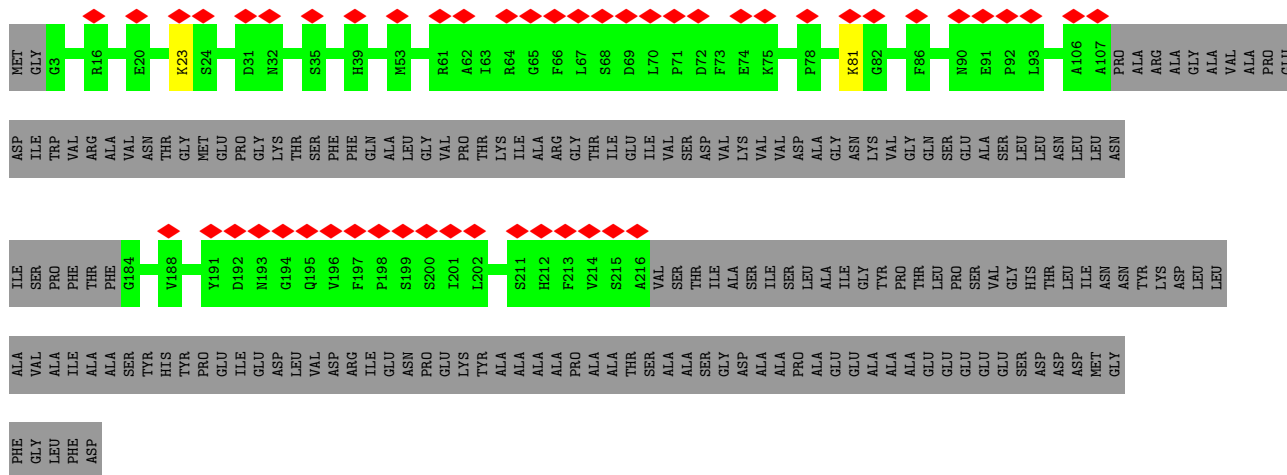 MET GLY G3 R16 E20 K23 S24 D31 N32 S35 H39 M53 R61 A62 I63 R64 G65 F66 L67 S68 D69 L70 P71 D72 F73 E74 K75 P78 K81 G82 F86 N90 E91 P92 L93 A106 A107 PRO ALA ARG ALA GLY ALA VAL ALA PRO GLU
ASP ILE TRP VAL ARG ALA VAL ASN THR GLY MET GLU PRO GLY LYS THR SER PHE PHE GLN ALA LEU GLY VAL PRO THR LYS ILE ALA ARG GLY THR ILE GLU ILE VAL SER ASP VAL LYS VAL VAL ASP ALA GLY ASN LYS VAL GLY GLN SER GLU ALA SER LEU LEU ASN LEU LEU ASN
ILE SER PRO PHE THR PHE G184 V188 Y191 D192 N193 G194 Q195 V196 F197 P198 S199 S200 I201 L202 S211 H212 F213 V214 S215 A216 VAL SER THR ILE ALA SER ILE SER LEU ALA ILE GLY TYR PRO THR LEU PRO SER VAL GLY HIS THR LEU ILE ASN ASN TYR LYS ASP LEU LEU
ALA VAL ALA ILE ALA ALA SER TYR HIS TYR PRO GLU ILE GLU ASP LEU VAL ASP ARG ILE GLU ASN PRO GLU LYS TYR ALA ALA ALA ALA PRO ALA ALA THR SER ALA ALA SER GLY ASP ALA ALA PRO ALA GLU GLU ALA ALA ALA GLU GLU GLU GLU GLU SER ASP ASP ASP MET GLY
PHE GLY LEU PHE ASP